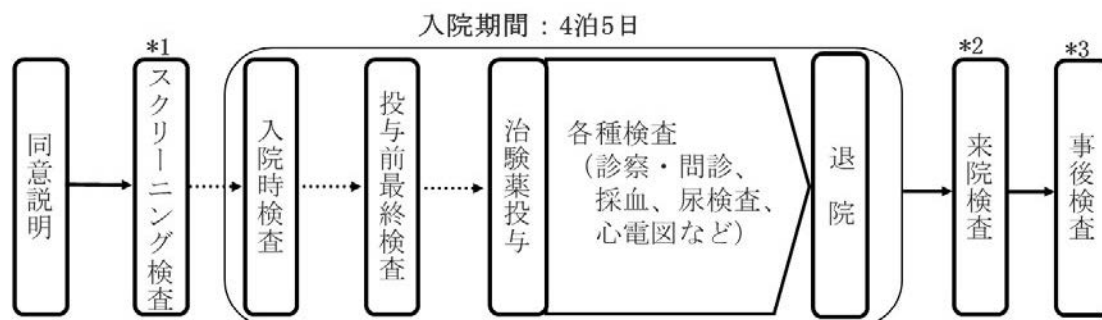 入院期間：4泊5日
同意説明
*1
スクリーニング検査
入院時検査
投与前最終検査
治験薬投与
各種検査
（診察・問診、
採血、尿検査、
心電図など）
退院
*2
来院検査
*3
事後検査